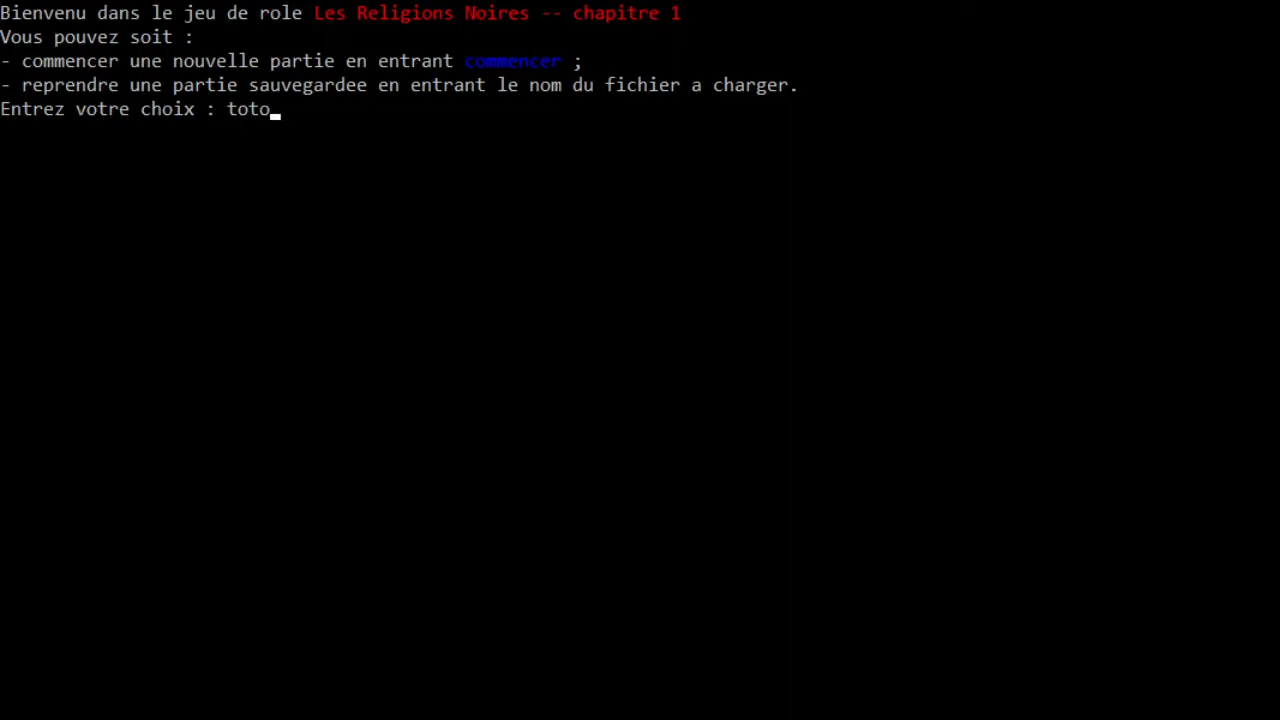 Bienvenu dans le jeu de role Les Religions Noires -- chapitre 1
Vous pouvez soit :
- commencer une nouvelle partie en entrant commencer ;
- reprendre une partie sauvegardee en entrant le nom du fichier a charger.
Entrez votre choix : toto